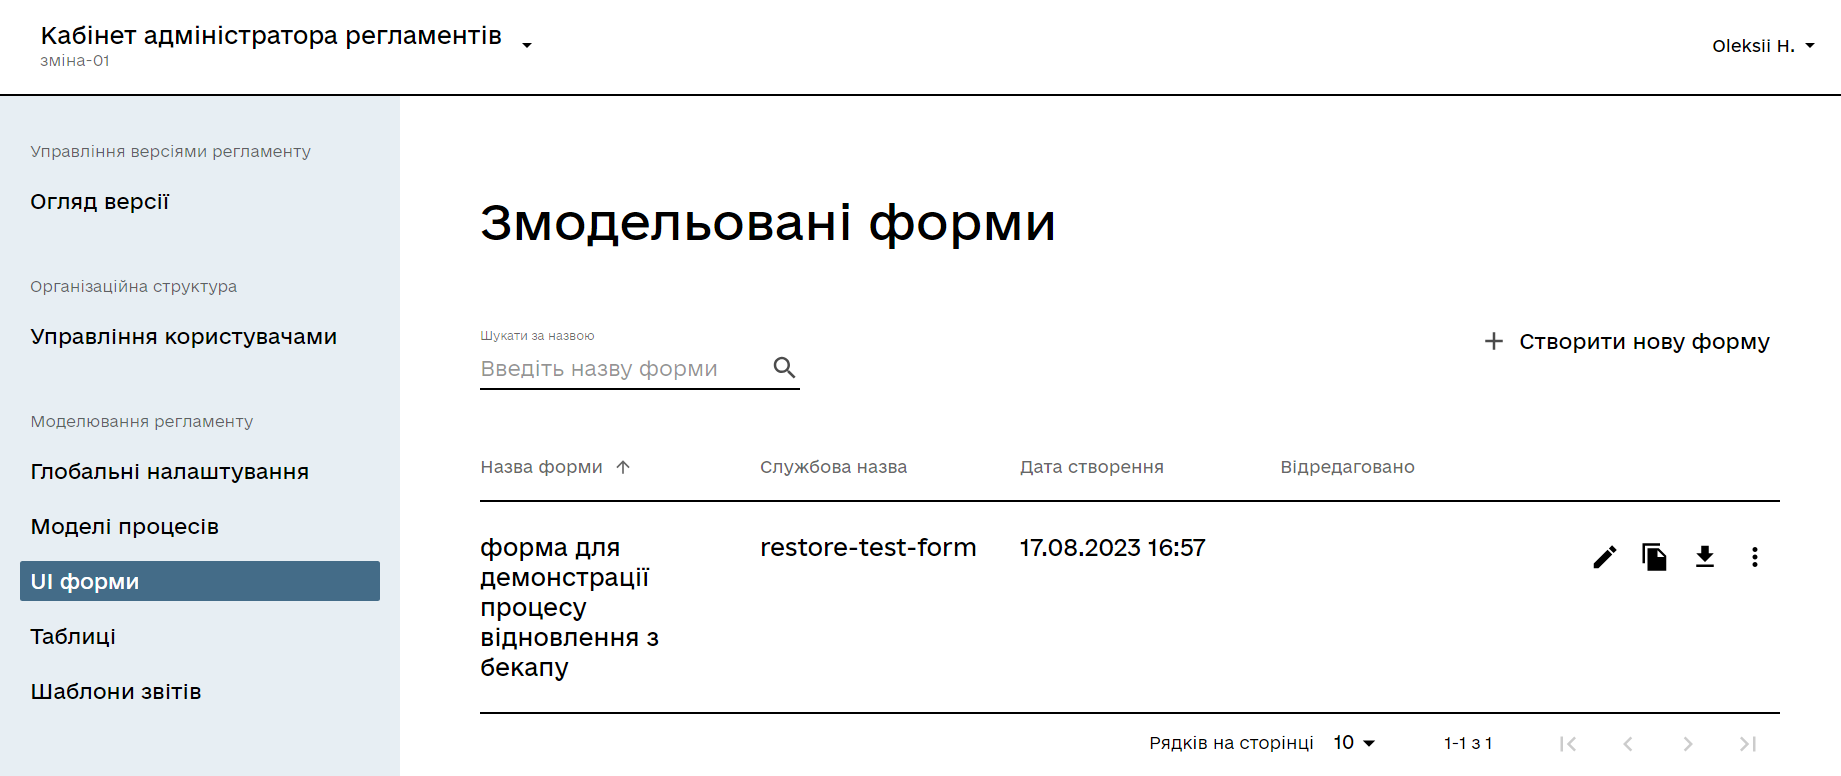 Кабінет адміністратора регламентів
зміна-01
Oleksii H.
Управління версіями регламенту
Огляд версії
Організаційна структура
Управління користувачами
Моделювання регламенту
Глобальні налаштування
Моделі процесів
UI форми
Таблиці
Шаблони звітів
Змодельовані форми
Шукати за назвою
Введіть назву форми
Створити нову форму
Назва форми Службова назва Дата створення Відредаговано
форма для restore-test-form 17.08.2023 16:57
демонстрації
процесу
відновлення з
бекапу
Рядків на сторінці 10 1-1 з 1